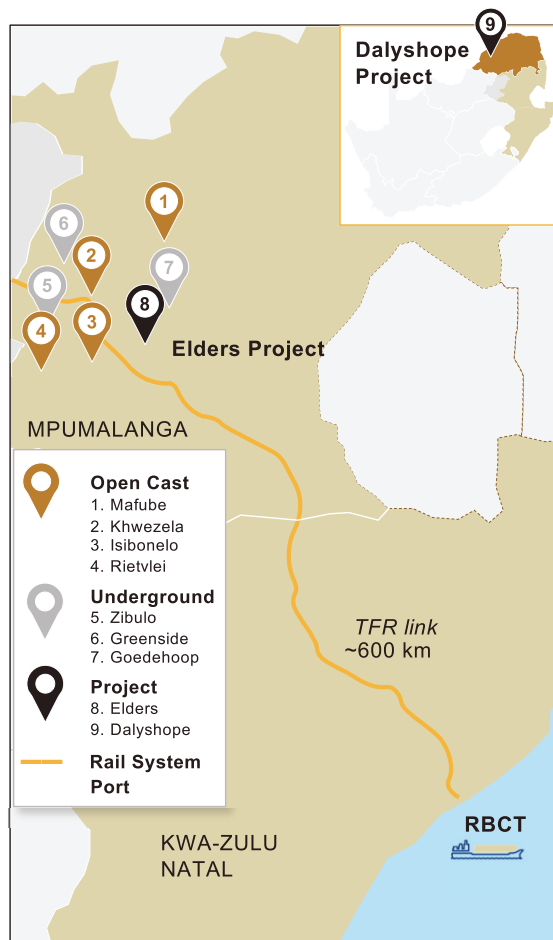 9
Dalyshope
Project
1
6
2
7
5
8
3
4
Elders Project
MPUMALANGA
Open Cast
1. Mafube
2. Khwezela
3. Isibonelo
4. Rietvlei
Underground
5. Zibulo
6. Greenside
7. Goedehoop
Project
8. Elders
9. Dalyshope
Rail System
Port
TFR link
~600 km
RBCT
KWA-ZULU
NATAL